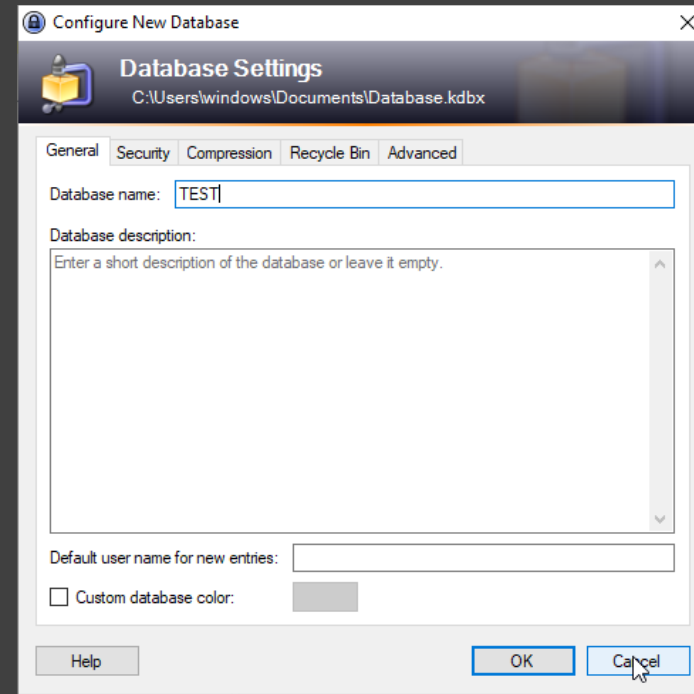 Configure New Database
Database Settings
C:\Users\windows\Documents\Database.kdbx
General Security Compression Recycle Bin Advanced
Database name: TEST
Database description:
Enter a short description of the database or leave it empty.
Default user name for new entries:
Custom database color:
Help OK Cancel